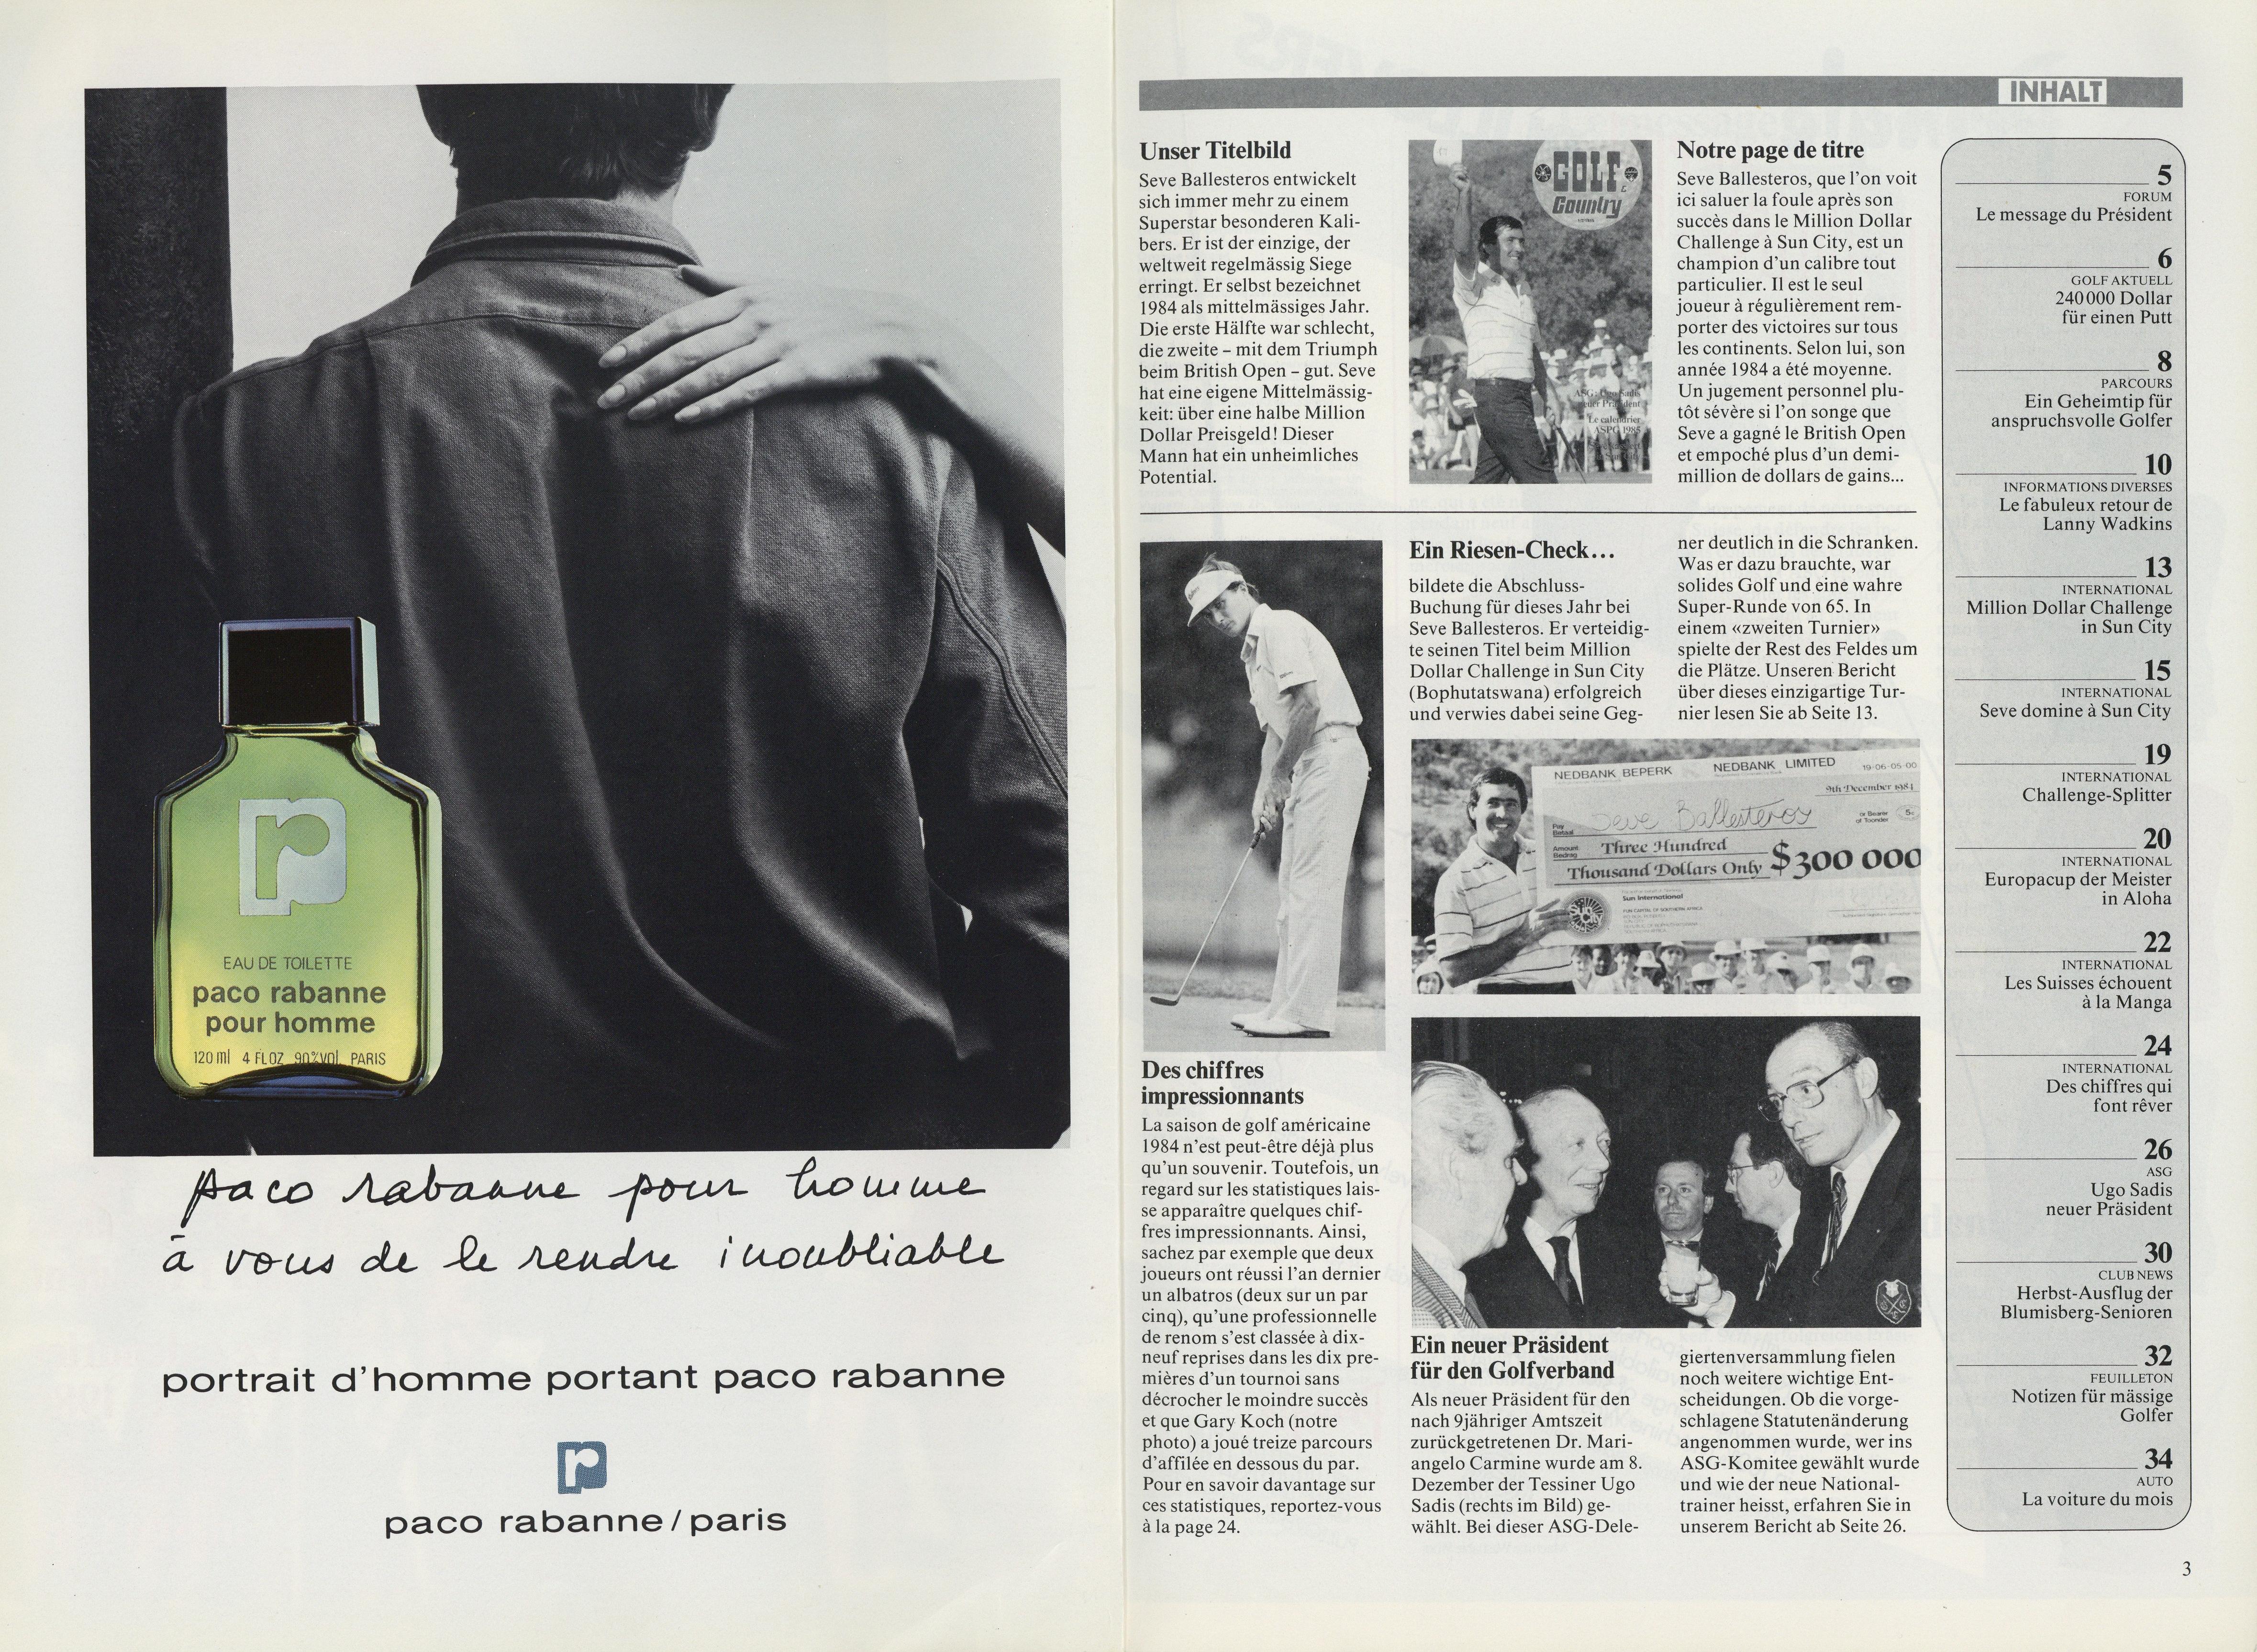 EAU DE TOILETTE
paco rabanne
pour homme
120 ml 4 FL OZ 90% vol PARIS
paco rabanne pour homme
à vous de le rendre inoubliable
portrait d'homme portant paco rabanne
paco rabanne / paris
INHALT
Unser Titelbild
Seve Ballesteros entwickelt
sich immer mehr zu einem
Superstar besonderen Kali-
bers. Er ist der einzige, der
weltweit regelmässig Siege
erringt. Er selbst bezeichnet
1984 als mittelmässiges Jahr.
Die erste Hälfte war schlecht,
die zweite – mit dem Triumph
beim British Open – gut. Seve
hat eine eigene Mittelmässig-
keit: über eine halbe Million
Dollar Preisgeld! Dieser
Mann hat ein unheimliches
Potential.
GOLF
Country
ASG: Ugo Sadis
neuer Präsident
Le calendrier
ASPG 1985
Notre page de titre
Seve Ballesteros, que l'on voit
ici saluer la foule après son
succès dans le Million Dollar
Challenge à Sun City, est un
champion d'un calibre tout
particulier. Il est le seul
joueur à régulièrement rem-
porter des victoires sur tous
les continents. Selon lui, son
année 1984 a été moyenne.
Un jugement personnel plu-
tôt sévère si l'on songe que
Seve a gagné le British Open
et empoché plus d'un demi-
million de dollars de gains...
Des chiffres
impressionnants
La saison de golf américaine
1984 n'est peut-être déjà plus
qu'un souvenir. Toutefois, un
regard sur les statistiques lais-
se apparaître quelques chif-
fres impressionnants. Ainsi,
sachez par exemple que deux
joueurs ont réussi l'an dernier
un albatros (deux sur un par
cinq), qu'une professionnelle
de renom s'est classée à dix-
neuf reprises dans les dix pre-
mières d'un tournoi sans
décrocher le moindre succès
et que Gary Koch (notre
photo) a joué treize parcours
d'affilée en dessous du par.
Pour en savoir davantage sur
ces statistiques, reportez-vous
à la page 24.
Ein Riesen-Check...
bildete die Abschluss-
Buchung für dieses Jahr bei
Seve Ballesteros. Er verteidig-
te seinen Titel beim Million
Dollar Challenge in Sun City
(Bophutatswana) erfolgreich
und verwies dabei seine Geg-
ner deutlich in die Schranken.
Was er dazu brauchte, war
solides Golf und eine wahre
Super-Runde von 65. In
einem «zweiten Turnier»
spielte der Rest des Feldes um
die Plätze. Unseren Bericht
über dieses einzigartige Tur-
nier lesen Sie ab Seite 13.
NEDBANK BEPERK NEDBANK LIMITED 19-06-05-00
9th December 1984
Pay
Betaal
Seve Ballesteros
or Bearer
of Toonder
5c
Amount
Bedrag
Three Hundred
Thousand Dollars Only $300 000
Sun International
SUN CITY
Ein neuer Präsident
für den Golfverband
Als neuer Präsident für den
nach 9jähriger Amtszeit
zurückgetretenen Dr. Mari-
angelo Carmine wurde am 8.
Dezember der Tessiner Ugo
Sadis (rechts im Bild) ge-
wählt. Bei dieser ASG-Dele-
giertenversammlung fielen
noch weitere wichtige Ent-
scheidungen. Ob die vorge-
schlagene Statutenänderung
angenommen wurde, wer ins
ASG-Komitee gewählt wurde
und wie der neue National-
trainer heisst, erfahren Sie in
unserem Bericht ab Seite 26.
5
FORUM
Le message du Président
6
GOLF AKTUELL
240 000 Dollar
für einen Putt
8
PARCOURS
Ein Geheimtip für
anspruchsvolle Golfer
10
INFORMATIONS DIVERSES
Le fabuleux retour de
Lanny Wadkins
13
INTERNATIONAL
Million Dollar Challenge
in Sun City
15
INTERNATIONAL
Seve domine à Sun City
19
INTERNATIONAL
Challenge-Splitter
20
INTERNATIONAL
Europacup der Meister
in Aloha
22
INTERNATIONAL
Les Suisses échouent
à la Manga
24
INTERNATIONAL
Des chiffres qui
font rêver
26
ASG
Ugo Sadis
neuer Präsident
30
CLUB NEWS
Herbst-Ausflug der
Blumisberg-Senioren
32
FEUILLETON
Notizen für mässige
Golfer
34
AUTO
La voiture du mois
3